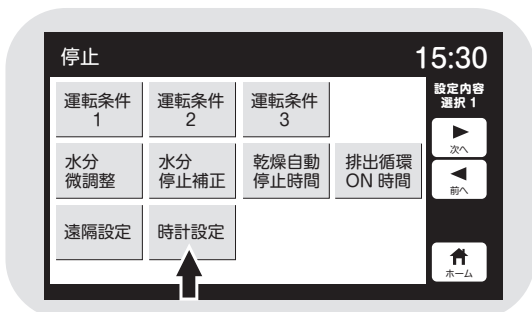 停止
15:30
設定内容
選択 1
運転条件
1
運転条件
2
運転条件
3
次へ
水分
微調整
水分
停止補正
乾燥自動
停止時間
排出循環
ON 時間
前へ
遠隔設定
時計設定
ホーム